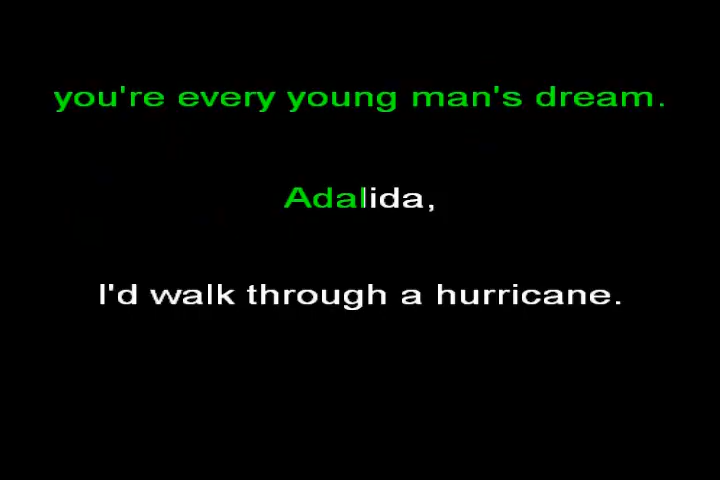 you're every young man's dream.
Adalida,
I'd walk through a hurricane.